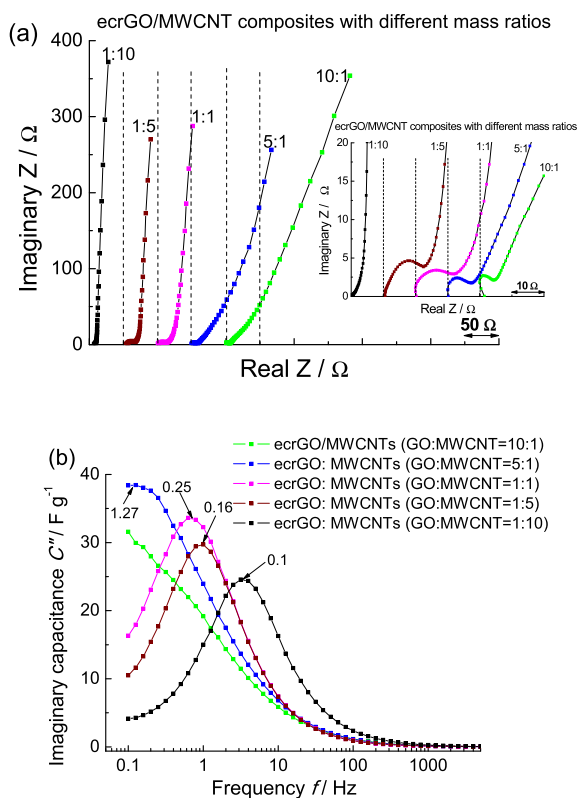 (a)
ecrGO/MWCNT composites with different mass ratios
400
300
200
100
0
Imaginary Z / Ω
Real Z / Ω
1:10
1:5
1:1
5:1
10:1
50 Ω
ecrGO/MWCNT composites with different mass ratios
20
15
10
5
0
Imaginary Z / Ω
Real Z / Ω
1:10
1:5
1:1
5:1
10:1
10 Ω
(b)
ecrGO/MWCNTs (GO:MWCNT=10:1)
ecrGO: MWCNTs (GO:MWCNT=5:1)
ecrGO: MWCNTs (GO:MWCNT=1:1)
ecrGO: MWCNTs (GO:MWCNT=1:5)
ecrGO: MWCNTs (GO:MWCNT=1:10)
40
30
20
10
0
Imaginary capacitance C″/ F g⁻¹
1.27
0.25
0.16
0.1
0.1
1
10
100
1000
Frequency f / Hz